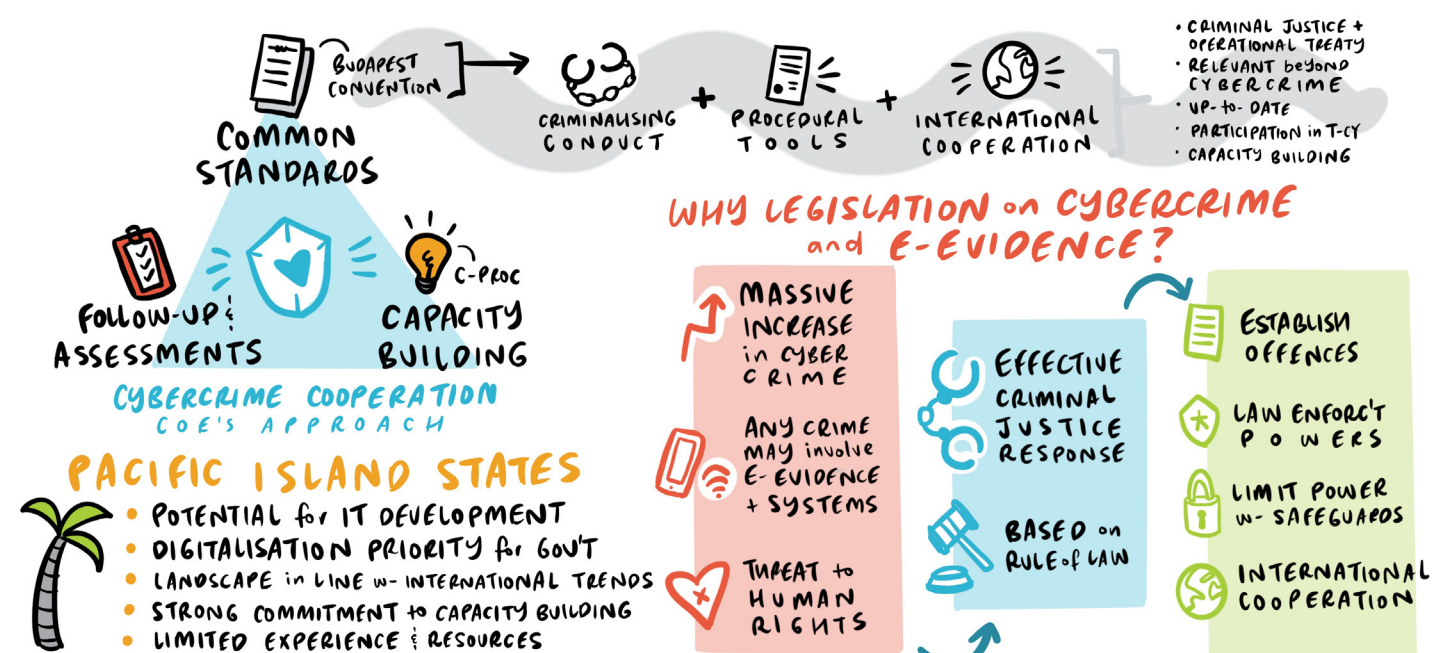 BUDAPEST
CONVENTION
COMMON
STANDARDS
FOLLOW-UP &
ASSESSMENTS
C-PROC
CAPACITY
BUILDING
CYBERCRIME COOPERATION
COE'S APPROACH
CRIMINALISING
CONDUCT
+
PROCEDURAL
TOOLS
+
INTERNATIONAL
COOPERATION
• CRIMINAL JUSTICE +
OPERATIONAL TREATY
• RELEVANT beyond
CYBERCRIME
• UP-to-DATE
• PARTICIPATION in T-CY
• CAPACITY BUILDING
PACIFIC ISLAND STATES
• POTENTIAL for IT DEVELOPMENT
• DIGITALISATION PRIORITY for GOV'T
• LANDSCAPE in LINE w- INTERNATIONAL TRENDS
• STRONG COMMITMENT to CAPACITY BUILDING
• LIMITED EXPERIENCE & RESOURCES
WHY LEGISLATION on CYBERCRIME
and E-EVIDENCE?
MASSIVE
INCREASE
in CYBER
CRIME
ANY CRIME
MAY involve
E-EVIDENCE
+ SYSTEMS
THREAT to
HUMAN
RIGHTS
EFFECTIVE
CRIMINAL
JUSTICE
RESPONSE
BASED on
RULE of LAW
ESTABLISH
OFFENCES
LAW ENFORC'T
POWERS
LIMIT POWER
w- SAFEGUARDS
INTERNATIONAL
COOPERATION